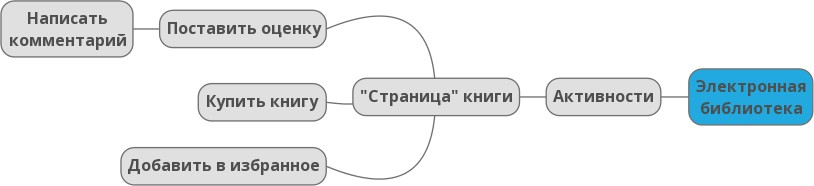 Написать
комментарий
Поставить оценку
Купить книгу
Добавить в избранное
"Страница" книги
Активности
Электронная
библиотека